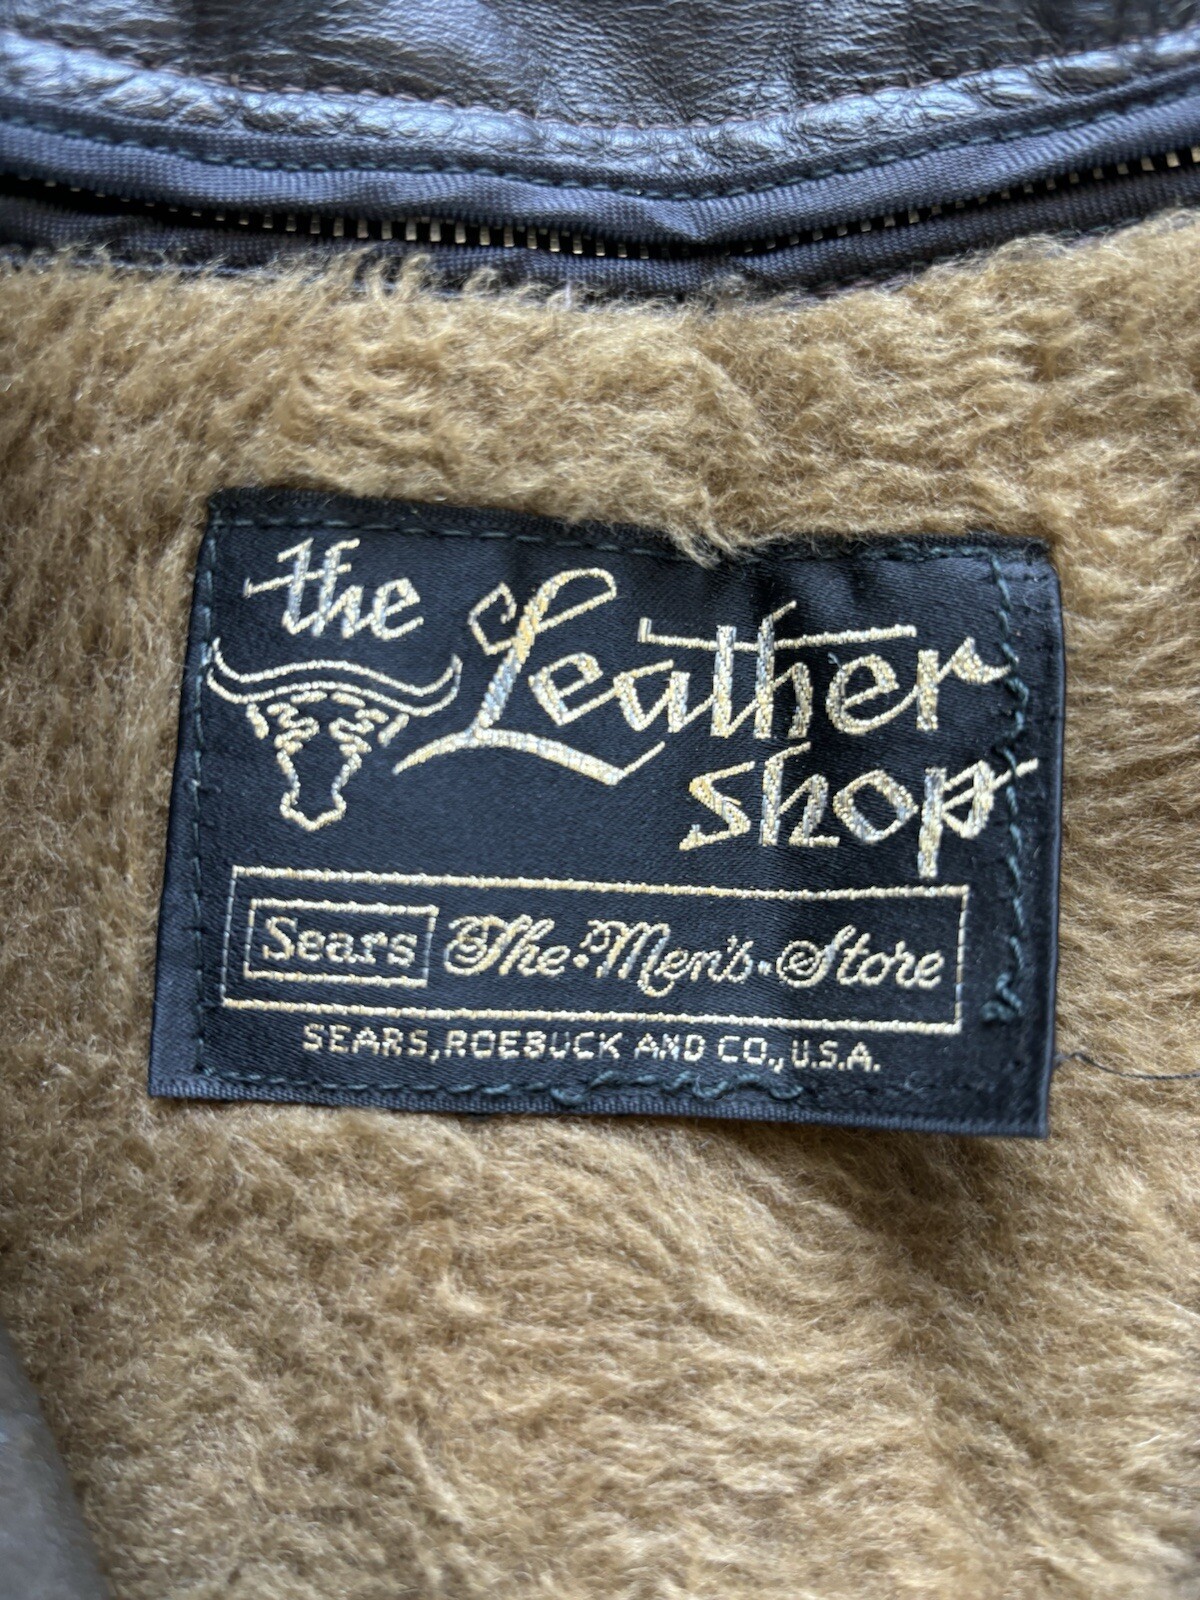 the Leather
shop
Sears The·Men's·Store
SEARS, ROEBUCK AND CO., U.S.A.